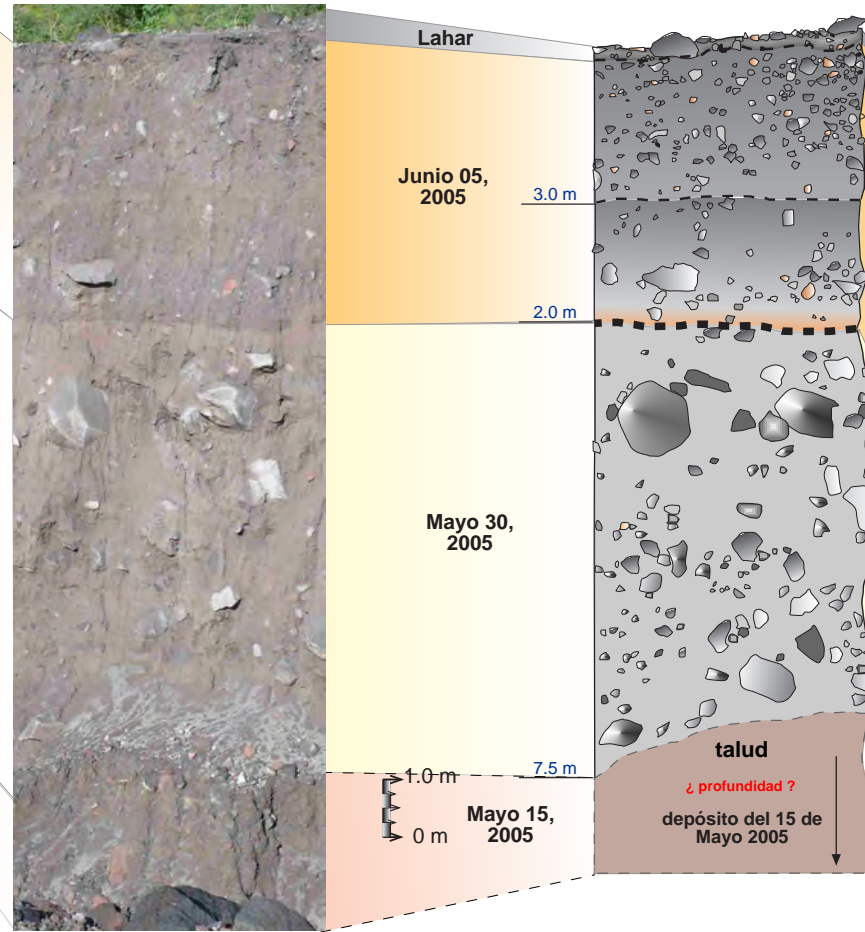 Lahar
Junio 05,
2005
3.0 m
2.0 m
Mayo 30,
2005
7.5 m
1.0 m
0 m
Mayo 15,
2005
talud
¿ profundidad ?
depósito del 15 de
Mayo 2005